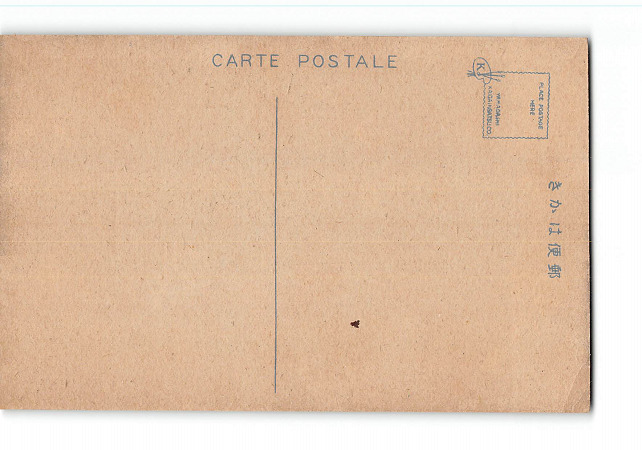 CARTE POSTALE
K
PLACE POSTAGE
HERE
きかは便郵